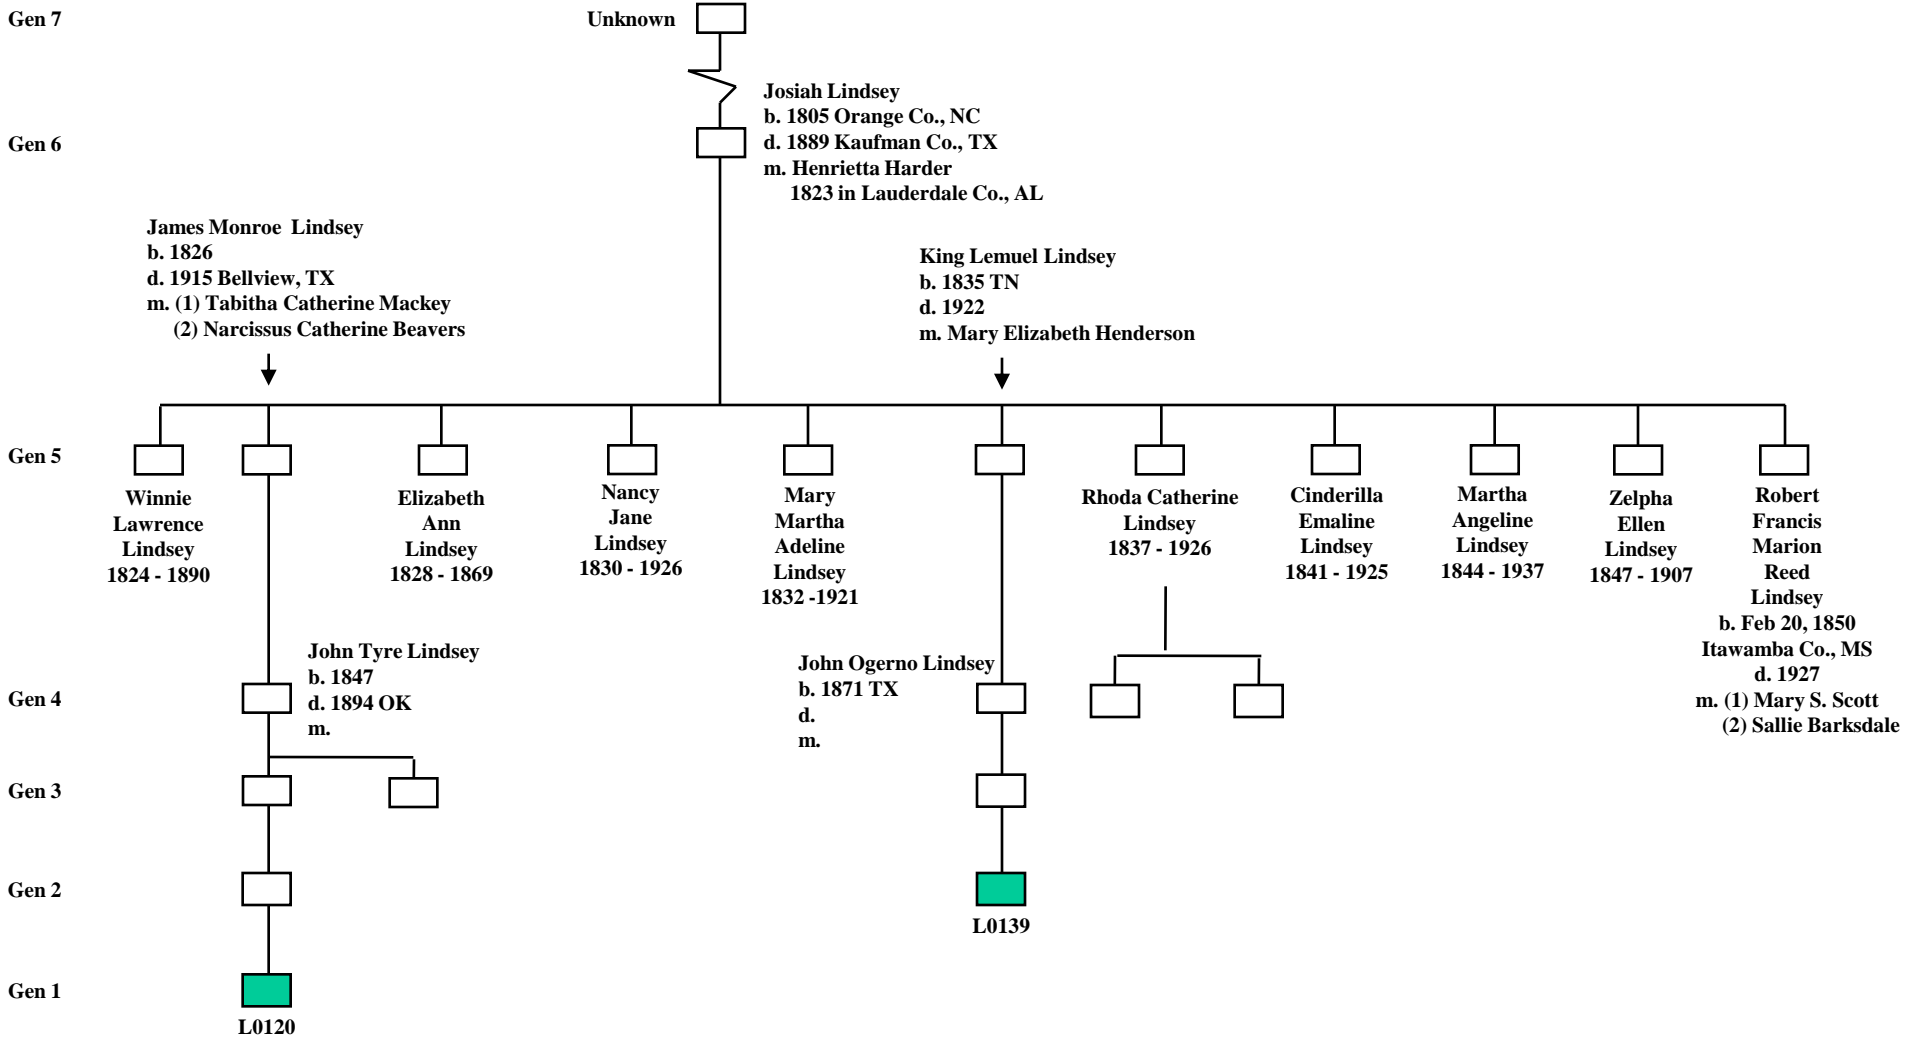 Gen 7
Unknown
Josiah Lindsey
b. 1805 Orange Co., NC
d. 1889 Kaufman Co., TX
m. Henrietta Harder
1823 in Lauderdale Co., AL
Gen 6
James Monroe  Lindsey
b. 1826
d. 1915 Bellview, TX
m. (1) Tabitha Catherine Mackey
(2) Narcissus Catherine Beavers
King Lemuel Lindsey
b. 1835 TN
d. 1922
m. Mary Elizabeth Henderson
Gen 5
Winnie
Lawrence
Lindsey
1824 - 1890
Elizabeth
Ann
Lindsey
1828 - 1869
Nancy
Jane
Lindsey
1830 - 1926
Mary
Martha
Adeline
Lindsey
1832 -1921
Rhoda Catherine
Lindsey
1837 - 1926
Cinderilla
Emaline
Lindsey
1841 - 1925
Martha
Angeline
Lindsey
1844 - 1937
Zelpha
Ellen
Lindsey
1847 - 1907
Robert
Francis
Marion
Reed
Lindsey
b. Feb 20, 1850
Itawamba Co., MS
d. 1927
m. (1) Mary S. Scott
(2) Sallie Barksdale
Gen 4
John Tyre Lindsey
b. 1847
d. 1894 OK
m.
John Ogerno Lindsey
b. 1871 TX
d.
m.
Gen 3
Gen 2
L0139
Gen 1
L0120